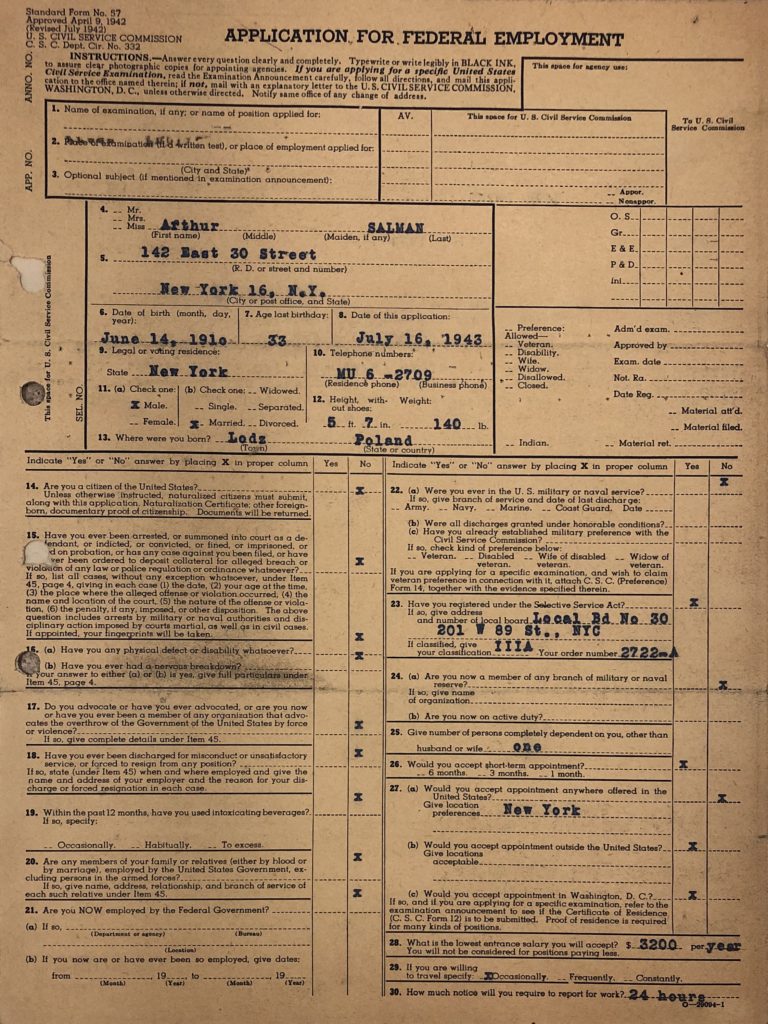 Standard Form No. 57
Approved April 9, 1942
(Revised July 1942)
U. S. CIVIL SERVICE COMMISSION
C. S. C. Dept. Cir. No. 332
APPLICATION FOR FEDERAL EMPLOYMENT
INSTRUCTIONS.—Answer every question clearly and completely. Typewrite or write legibly in BLACK INK,
to assure clear photographic copies for appointing agencies. If you are applying for a specific United States
Civil Service Examination, read the Examination Announcement carefully, follow all directions, and mail this appli-
cation to the office named therein; if not, mail with an explanatory letter to the U. S. CIVIL SERVICE COMMISSION,
WASHINGTON, D. C., unless otherwise directed. Notify same office of any change of address.
This space for agency use:
ANNO. NO.
APP. NO.
1. Name of examination, if any; or name of position applied for:
2. Place of examination (if a written test), or place of employment applied for:
(City and State)
3. Optional subject (if mentioned in examination announcement):
AV.
This space for U. S. Civil Service Commission
Appor.
Nonappor.
To U. S. Civil
Service Commission
This space for U. S. Civil Service Commission
SEL. NO.
4. Mr.
Mrs.
Miss Arthur SALMAN
(First name) (Middle) (Maiden, if any) (Last)
5. 142 East 30 Street
(R. D. or street and number)
New York 16, N.Y.
(City or post office, and State)
6. Date of birth (month, day,
year):
June 14, 1910
7. Age last birthday:
33
8. Date of this application:
July 16, 1943
9. Legal or voting residence:
State New York
10. Telephone numbers:
MU 6 -2709
(Residence phone) (Business phone)
11. (a) Check one:
X Male.
Female.
(b) Check one: Widowed.
Single. Separated.
X Married. Divorced.
12. Height, with- Weight:
out shoes:
5 ft. 7 in. 140 lb.
13. Where were you born? Lodz Poland
(Town) (State or country)
O. S.
Gr.
E & E.
P & D.
Ini.
Preference:
Allowed—
Veteran.
Disability.
Wife.
Widow.
Disallowed.
Closed.
Indian.
Adm'd exam.
Approved by
Exam. date
Not. Ra.
Date Reg.
Material att'd.
Material filed.
Material ret.
Indicate "Yes" or "No" answer by placing X in proper column Yes No
14. Are you a citizen of the United States? X
Unless otherwise instructed, naturalized citizens must submit,
along with this application, Naturalization Certificate; other foreign-
born, documentary proof of citizenship. Documents will be returned.
15. Have you ever been arrested, or summoned into court as a de-
fendant, or indicted, or convicted, or fined, or imprisoned, or
d on probation, or has any case against you been filed, or have
ever been ordered to deposit collateral for alleged breach or
violation of any law or police regulation or ordinance whatsoever? X
If so, list all cases, without any exception whatsoever, under Item
45, page 4, giving in each case (1) the date, (2) your age at the time,
(3) the place where the alleged offense or violation occurred, (4) the
name and location of the court, (5) the nature of the offense or viola-
tion, (6) the penalty, if any, imposed, or other disposition. The above
question includes arrests by military or naval authorities and dis-
ciplinary action imposed by courts martial, as well as in civil cases.
If appointed, your fingerprints will be taken.
16. (a) Have you any physical defect or disability whatsoever? X
(b) Have ever had a nervous breakdown? X
If your answer to either (a) or (b) is yes, give full particulars under
Item 45, page 4.
17. Do you advocate or have you ever advocated, or are you now
or have you ever been a member of any organization that advo-
cates the overthrow of the Government of the United States by force
or violence? X
If so, give complete details under Item 45.
18. Have you ever been discharged for misconduct or unsatisfactory
service, or forced to resign from any position? X
If so, state (under Item 45) when and where employed and give the
name and address of your employer and the reason for your dis-
charge or forced resignation in each case. X
19. Within the past 12 months, have you used intoxicating beverages?
If so, specify:
Occasionally. Habitually. To excess.
20. Are any members of your family or relatives (either by blood or X
by marriage), employed by the United States Government, ex-
cluding persons in the armed forces?
If so, give name, address, relationship, and branch of service of
each such relative under Item 45. X
21. Are you NOW employed by the Federal Government?
(a) If so,
(Department or agency) (Bureau)
(Location)
(b) If you now are or have ever been so employed, give dates:
from 19 to 19
(Month) (Year) (Month) (Year)
Indicate "Yes" or "No" answer by placing X in proper column Yes No
22. (a) Were you ever in the U. S. military or naval service? X
If so, give branch of service and date of last discharge:
Army. Navy. Marine. Coast Guard. Date
(b) Were all discharges granted under honorable conditions?
(c) Have you already established military preference with the
Civil Service Commission?
If so, check kind of preference below:
Veteran. Disabled Wife of disabled Widow of
veteran. veteran. veteran.
If you are applying for a specific examination, and wish to claim
veteran preference in connection with it, attach C. S. C. (Preference)
Form 14, together with the evidence specified therein.
23. Have you registered under the Selective Service Act? X
If so, give address
and number of local board Local Bd No 30
201 W 89 St., NYC
If classified, give
your classification IIIA Your order number 2722-A
24. (a) Are you now a member of any branch of military or naval
reserve? X
If so, give name
of organization
(b) Are you now on active duty?
25. Give number of persons completely dependent on you, other than
husband or wife one
26. Would you accept short-term appointment? X
6 months. 3 months. 1 month.
27. (a) Would you accept appointment anywhere offered in the
United States? X
Give location
preferences New York
(b) Would you accept appointment outside the United States? X
Give locations
acceptable
(c) Would you accept appointment in Washington, D. C.? X
If so, and if you are applying for a specific examination, refer to the
examination announcement to see if the Certificate of Residence
(C. S. C. Form 12) is to be submitted. Proof of residence is required
for many kinds of positions.
28. What is the lowest entrance salary you will accept? $ 3200 per year
You will not be considered for positions paying less.
29. If you are willing
to travel specify: X Occasionally. Frequently. Constantly.
30. How much notice will you require to report for work? 24 hours